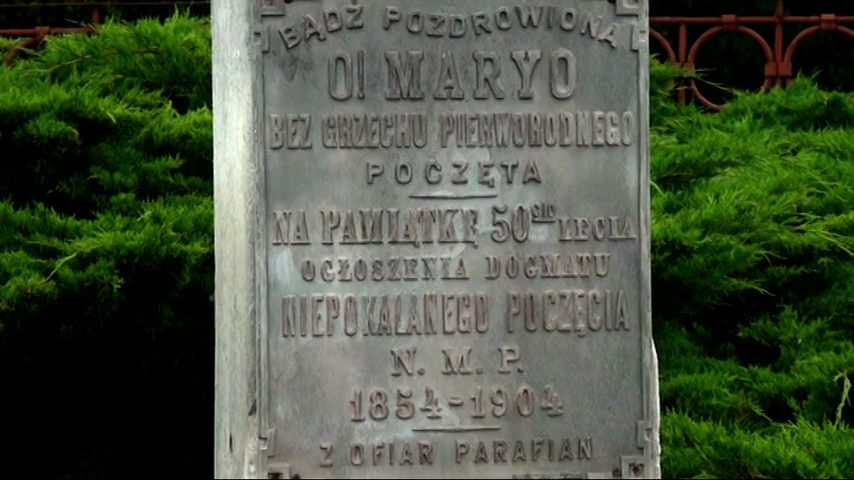 BĄDŹ POZDROWIONA
O! MARYO
BEZ GRZECHU PIERWORODNEGO
POCZĘTA
NA PAMIĄTKĘ 50cio LECIA
OGŁOSZENIA DOGMATU
NIEPOKALANEGO POCZĘCIA
N. M. P.
1854-1904
Z OFIAR PARAFIAN